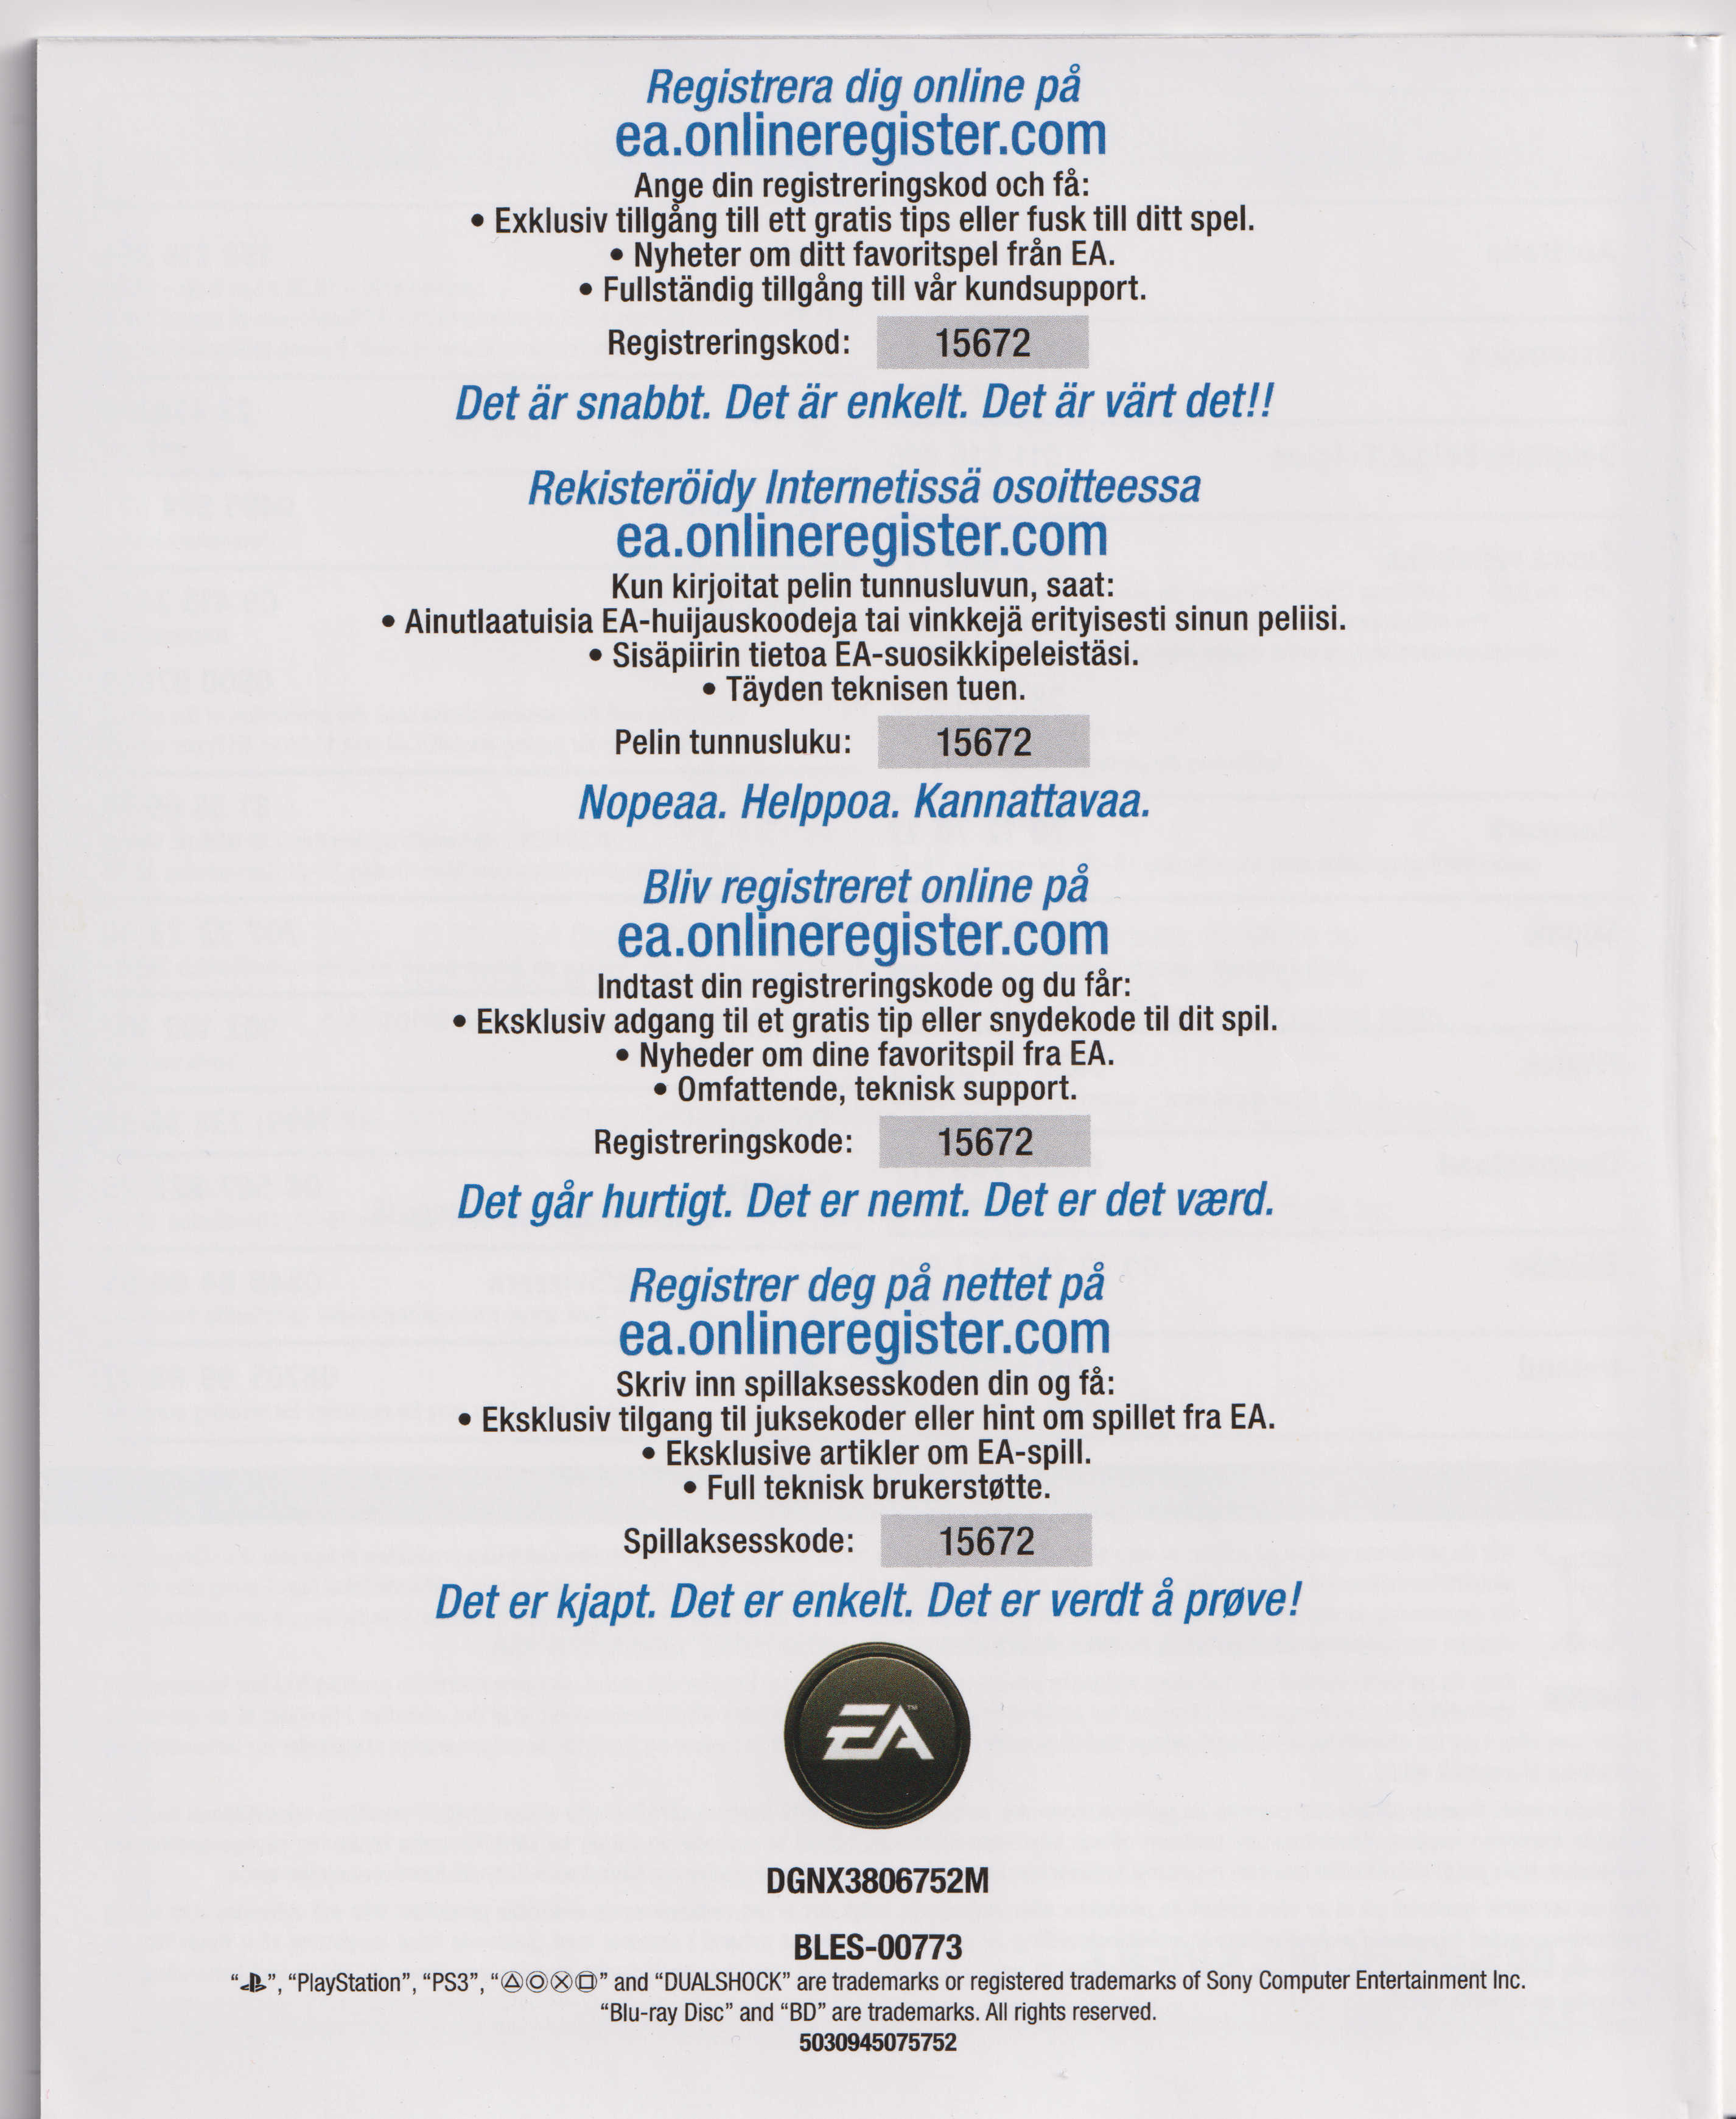 Registrera dig online på
ea.onlineregister.com
Ange din registreringskod och få:
• Exklusiv tillgång till ett gratis tips eller fusk till ditt spel.
• Nyheter om ditt favoritspel från EA.
• Fullständig tillgång till vår kundsupport.
Registreringskod: 15672
Det är snabbt. Det är enkelt. Det är värt det!!
Rekisteröidy Internetissä osoitteessa
ea.onlineregister.com
Kun kirjoitat pelin tunnusluvun, saat:
• Ainutlaatuisia EA-huijauskoodeja tai vinkkejä erityisesti sinun peliisi.
• Sisäpiirin tietoa EA-suosikkipeleistäsi.
• Täyden teknisen tuen.
Pelin tunnusluku: 15672
Nopeaa. Helppoa. Kannattavaa.
Bliv registreret online på
ea.onlineregister.com
Indtast din registreringskode og du får:
• Eksklusiv adgang til et gratis tip eller snydekode til dit spil.
• Nyheder om dine favoritspil fra EA.
• Omfattende, teknisk support.
Registreringskode: 15672
Det går hurtigt. Det er nemt. Det er det værd.
Registrer deg på nettet på
ea.onlineregister.com
Skriv inn spillaksesskoden din og få:
• Eksklusiv tilgang til juksekoder eller hint om spillet fra EA.
• Eksklusive artikler om EA-spill.
• Full teknisk brukerstøtte.
Spillaksesskode: 15672
Det er kjapt. Det er enkelt. Det er verdt å prøve!
EA™
DGNX3806752M
BLES-00773
“PS”, “PlayStation”, “PS3”, “△○✕□” and “DUALSHOCK” are trademarks or registered trademarks of Sony Computer Entertainment Inc.
“Blu-ray Disc” and “BD” are trademarks. All rights reserved.
5030945075752